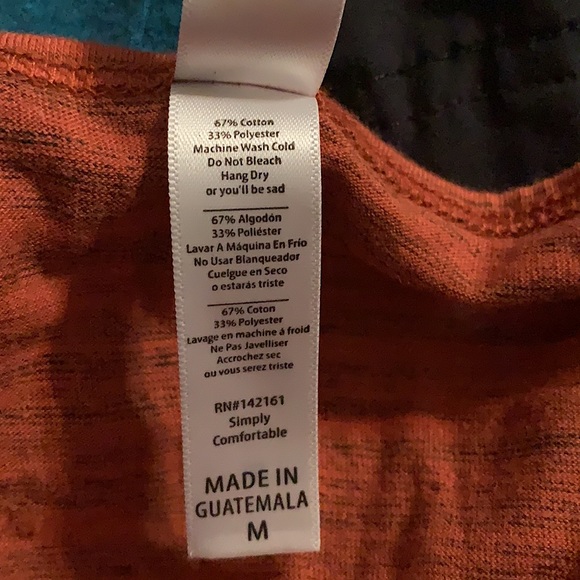 67% Cotton
33% Polyester
Machine Wash Cold
Do Not Bleach
Hang Dry
or you'll be sad
67% Algodón
33% Poliéster
Lavar A Máquina En Frío
No Usar Blanqueador
Cuelgue en Seco
o estarás triste
67% Coton
33% Polyester
Lavage en machine á froid
Ne Pas Javelliser
Accrochez sec
ou vous serez triste
RN#142161
Simply
Comfortable
MADE IN
GUATEMALA
M